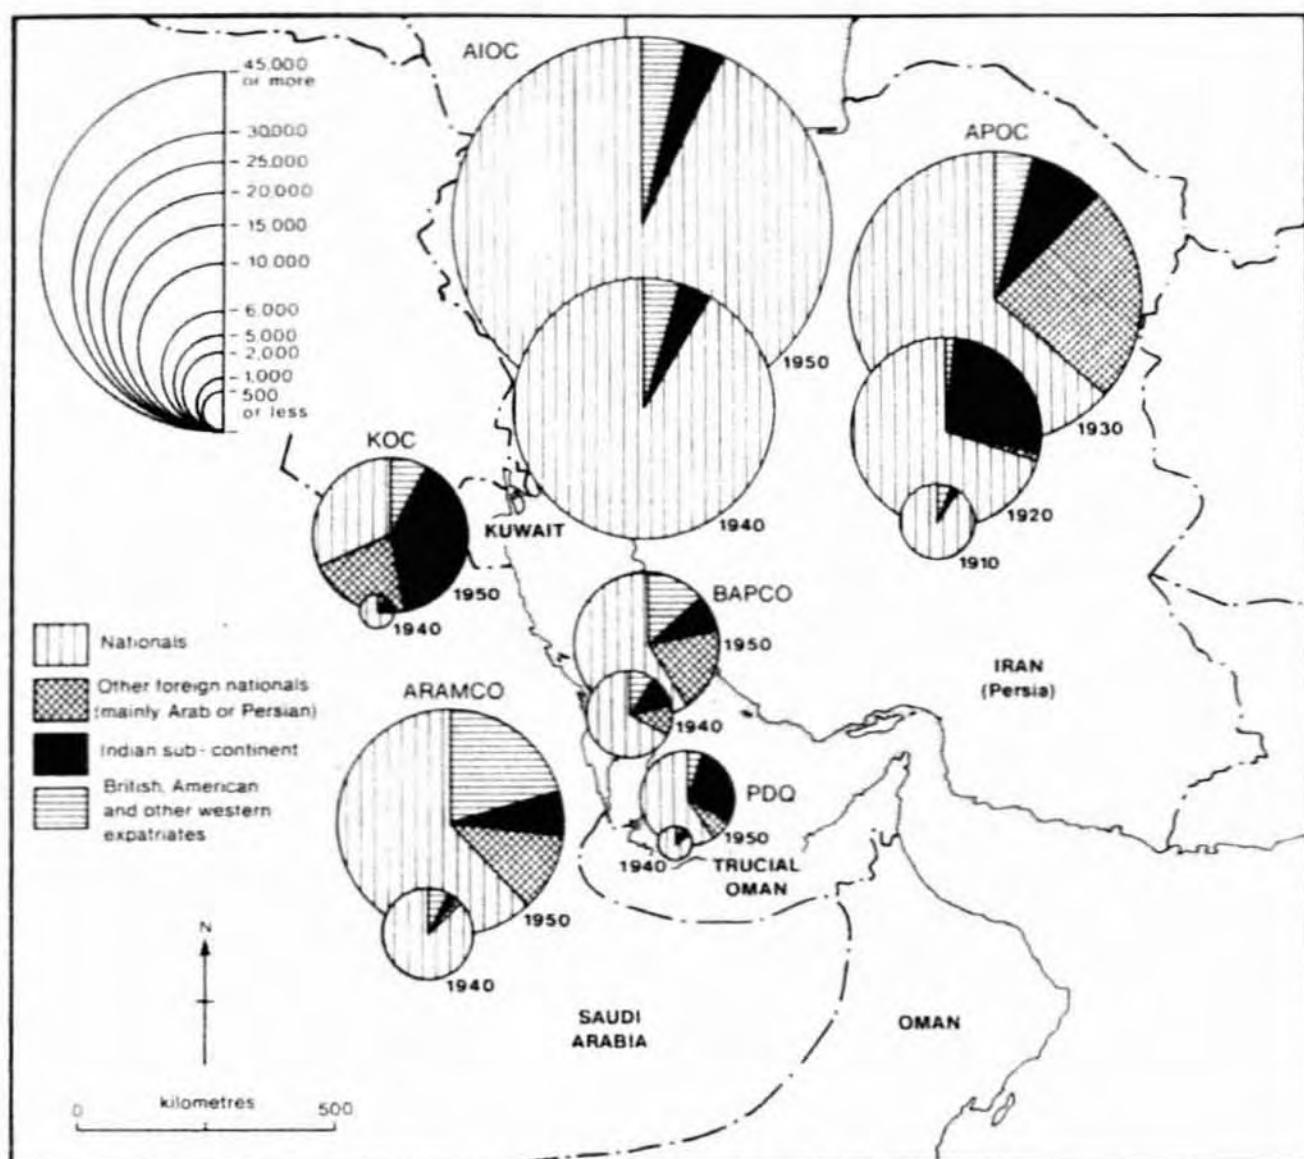 AIOC
45,000
or more
30,000
25,000
20,000
15,000
10,000
6,000
5,000
2,000
1,000
500
or less
APOC
1950
1930
1920
1910
1940
KOC
KUWAIT
1950
1940
BAPCO
1950
1940
IRAN
(Persia)
Nationals
Other foreign nationals
(mainly Arab or Persian)
Indian sub-continent
British, American
and other western
expatriates
ARAMCO
1950
1940
PDQ
1950
1940
TRUCIAL
OMAN
N
SAUDI
ARABIA
OMAN
kilometres
0
500